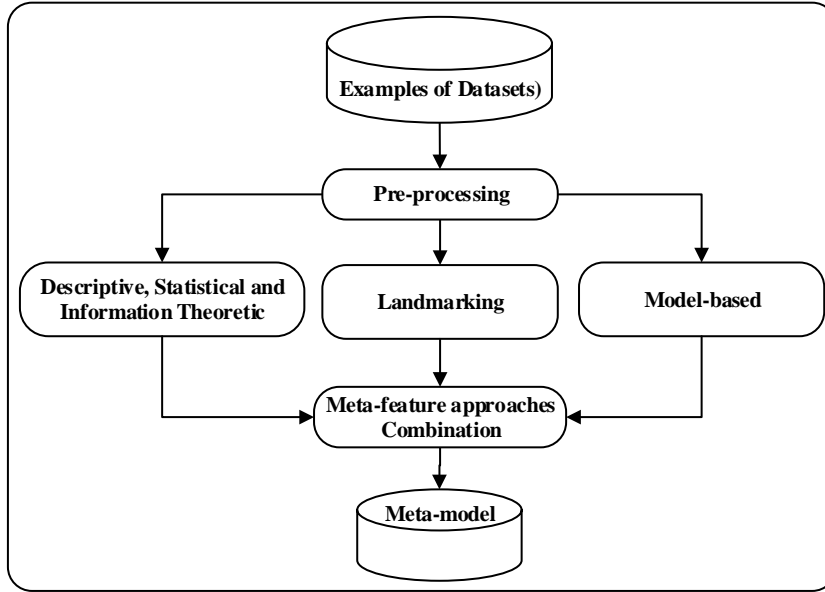 Examples of Datasets)
Pre-processing
Descriptive, Statistical and
Information Theoretic
Landmarking
Model-based
Meta-feature approaches
Combination
Meta-model